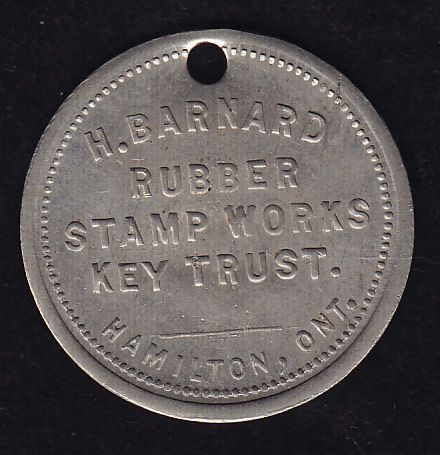 H. BARNARD
RUBBER
STAMP WORKS
KEY TRUST.
HAMILTON, ONT.